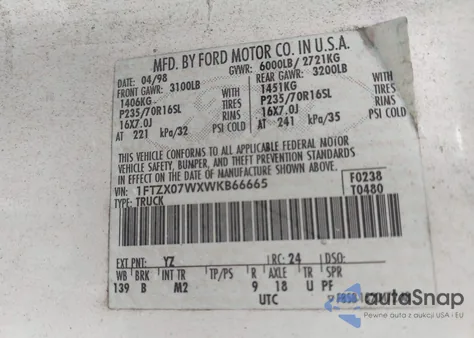 MFD. BY FORD MOTOR CO. IN U.S.A.
DATE: 04/98 GVWR: 6000LB/ 2721KG
FRONT GAWR: 3100LB REAR GAWR: 3200LB
1406KG 1451KG
P235/70R16SL TIRES P235/70R16SL TIRES
16X7.0J RIMS 16X7.0J RIMS
AT 221 kPa/32 PSI COLD AT 241 kPa/35 PSI COLD
THIS VEHICLE CONFORMS TO ALL APPLICABLE FEDERAL MOTOR
VEHICLE SAFETY, BUMPER, AND THEFT PREVENTION STANDARDS
IN EFFECT ON THE DATE OF MANUFACTURE SHOWN ABOVE.
VIN: 1FTZX07WXWKB66665 F0238
TYPE: TRUCK T0480
EXT PNT: YZ RC: 24 DSO:
WB BRK INT TR TP/PS R AXLE TR SPR
139 B M2 9 18 U PF
UTC
autoSnap
Pewne auta z aukcji USA - EU